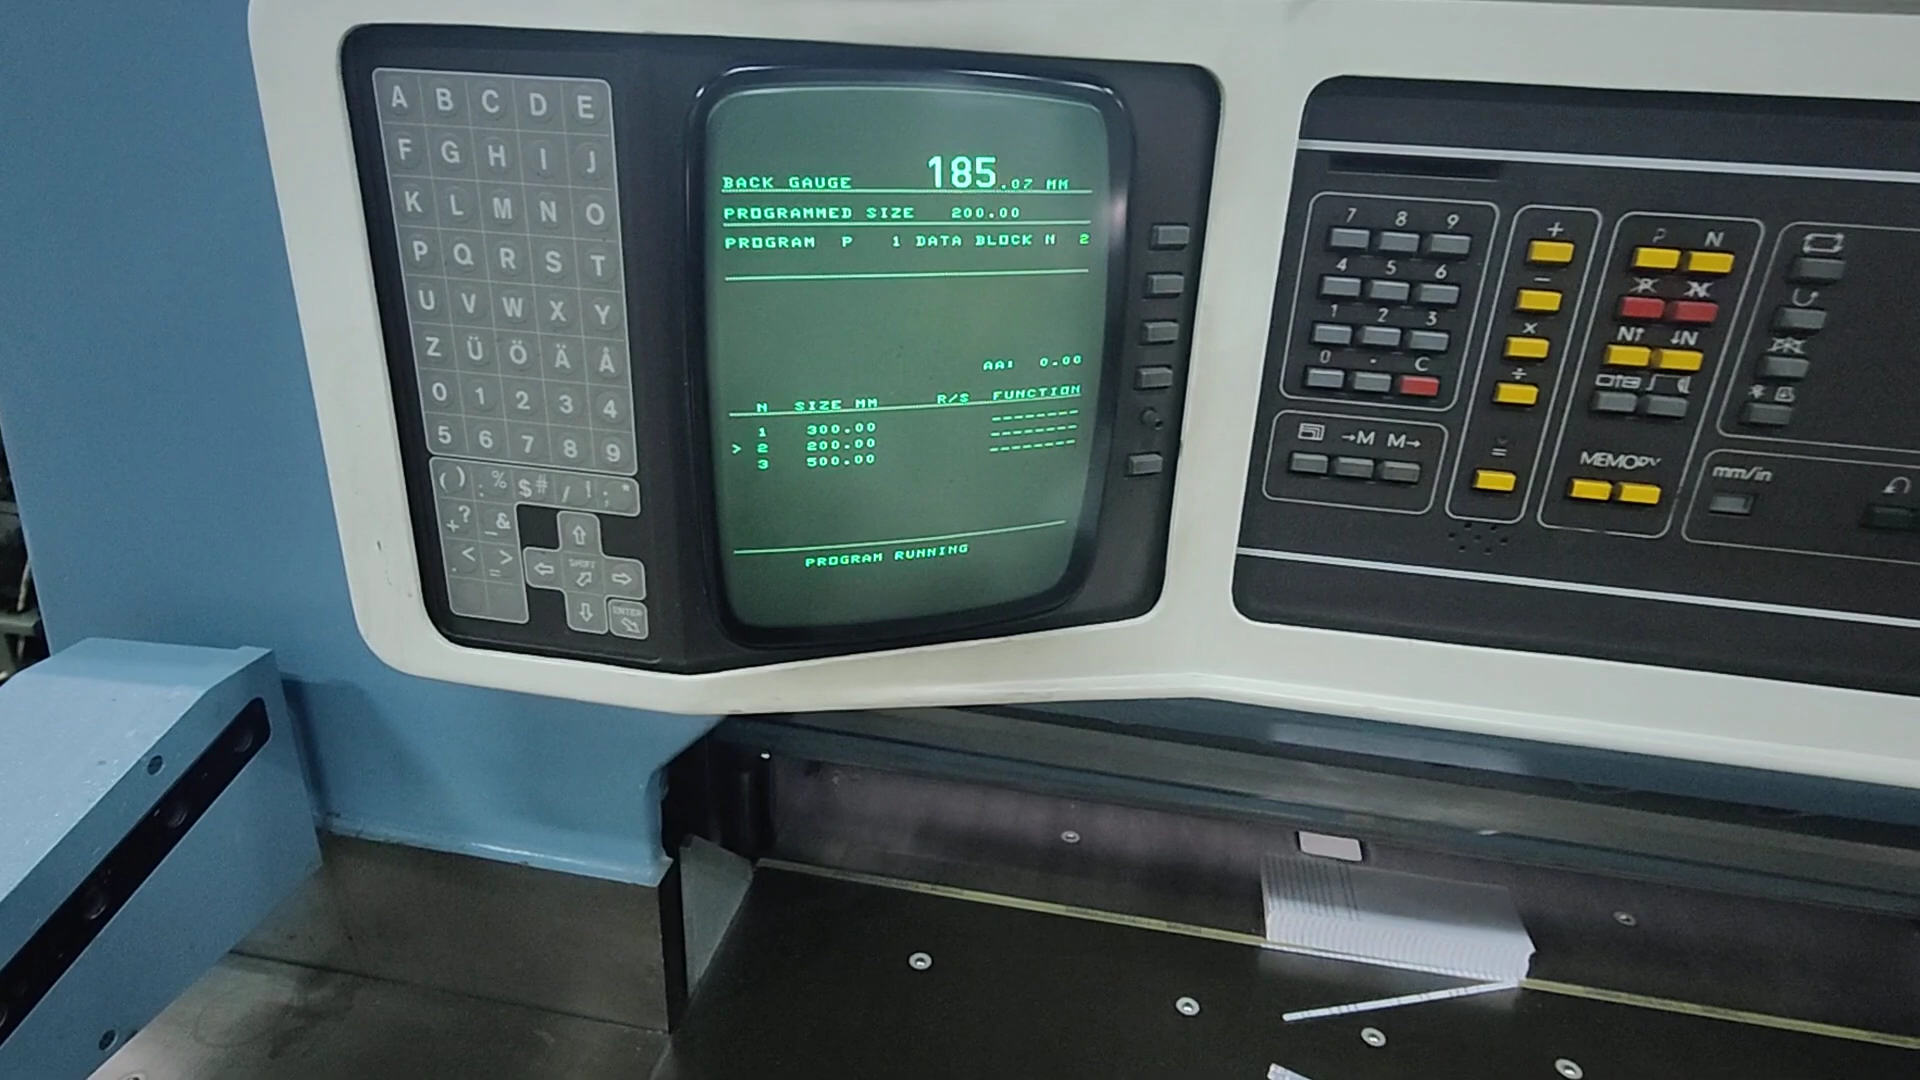 A B C D E
F G H I J
K L M N O
P Q R S T
U V W X Y
Z Ü Ö Ä Å
0 1 2 3 4
5 6 7 8 9
( ) : % $ # / ! ; *
+ ? _ &
. < > =
SHIFT
ENTER
BACK GAUGE 185.07 MM
PROGRAMMED SIZE 200.00
PROGRAM P 1 DATA BLOCK N 2
AA: 0.00
N SIZE MM R/S FUNCTION
1 300.00 -------
> 2 200.00 -------
3 500.00 -------
PROGRAM RUNNING
7 8 9
4 5 6
1 2 3
0 . C
→M M→
+
−
×
÷
=
P N
P N
N↑ ↓N
MEMORY
mm/in